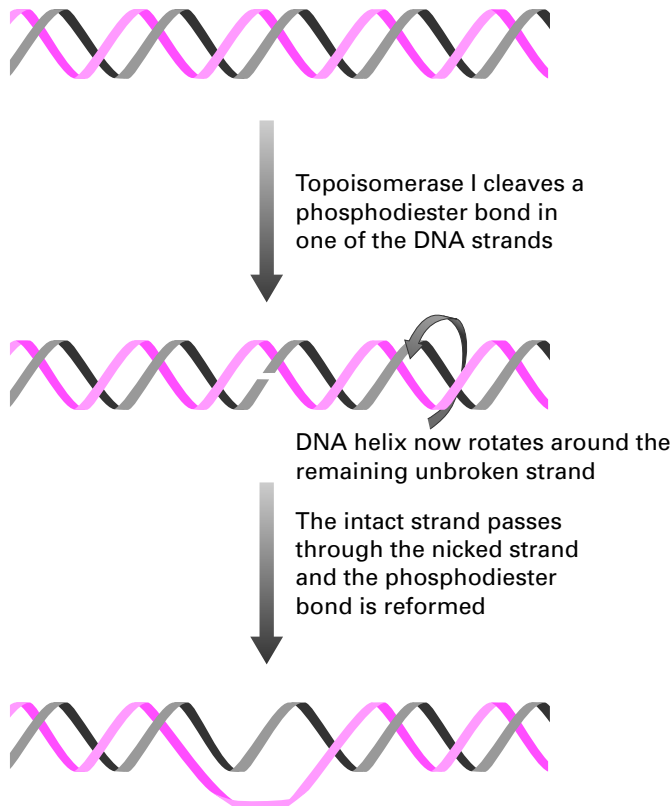 Topoisomerase I cleaves a
phosphodiester bond in
one of the DNA strands
DNA helix now rotates around the
remaining unbroken strand
The intact strand passes
through the nicked strand
and the phosphodiester
bond is reformed